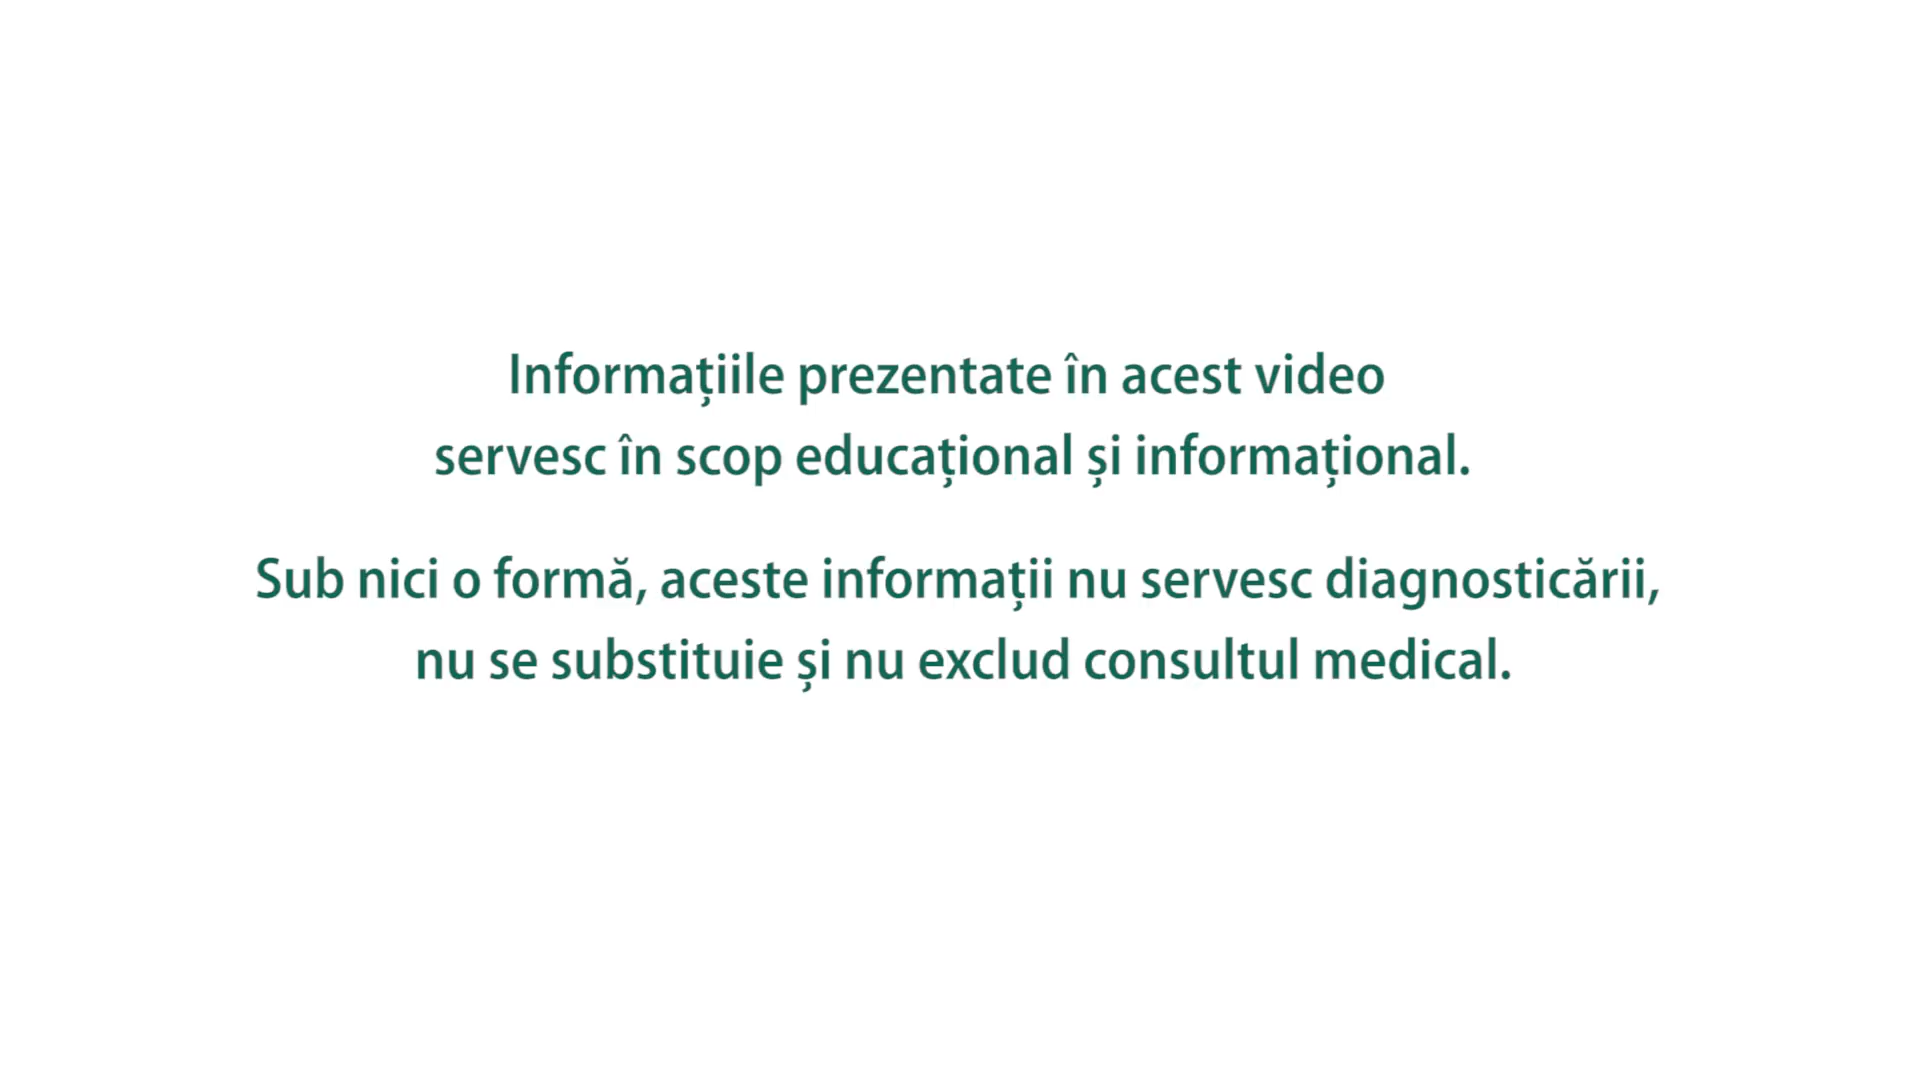 Informațiile prezentate în acest video
servesc în scop educațional și informațional.
Sub nici o formă, aceste informații nu servesc diagnosticării,
nu se substituie și nu exclud consultul medical.